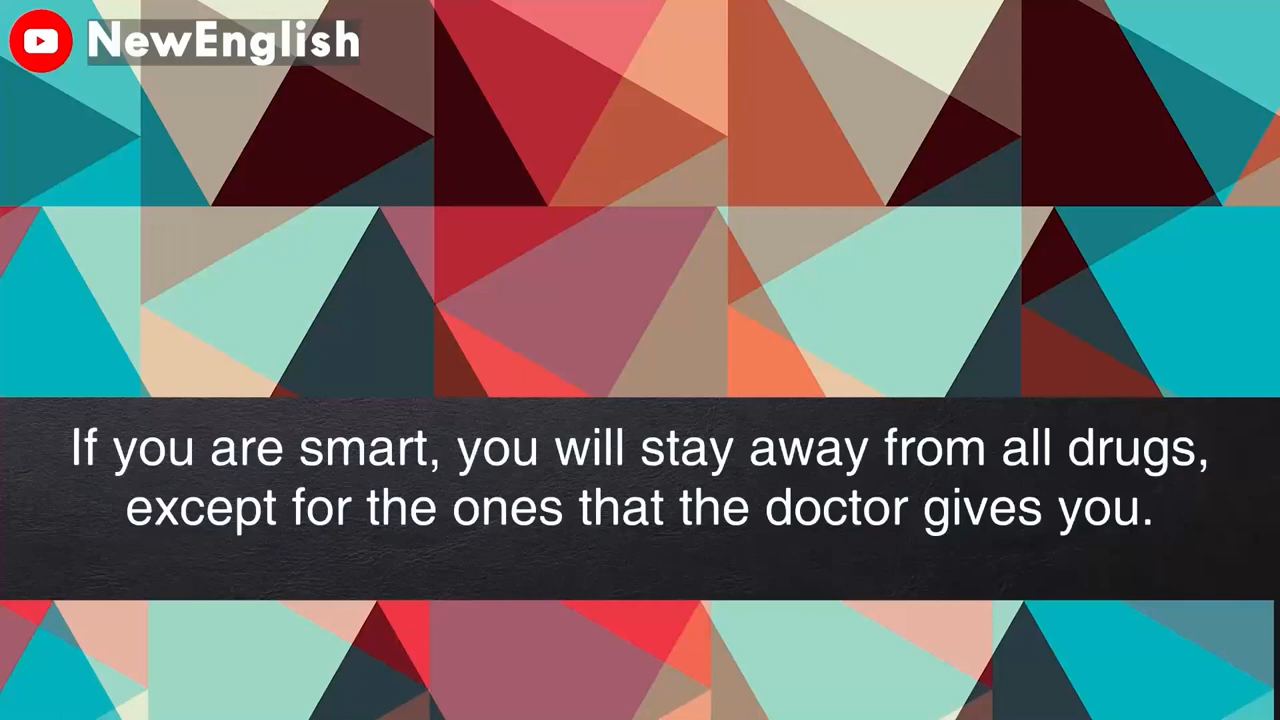 NewEnglish
If you are smart, you will stay away from all drugs,
except for the ones that the doctor gives you.